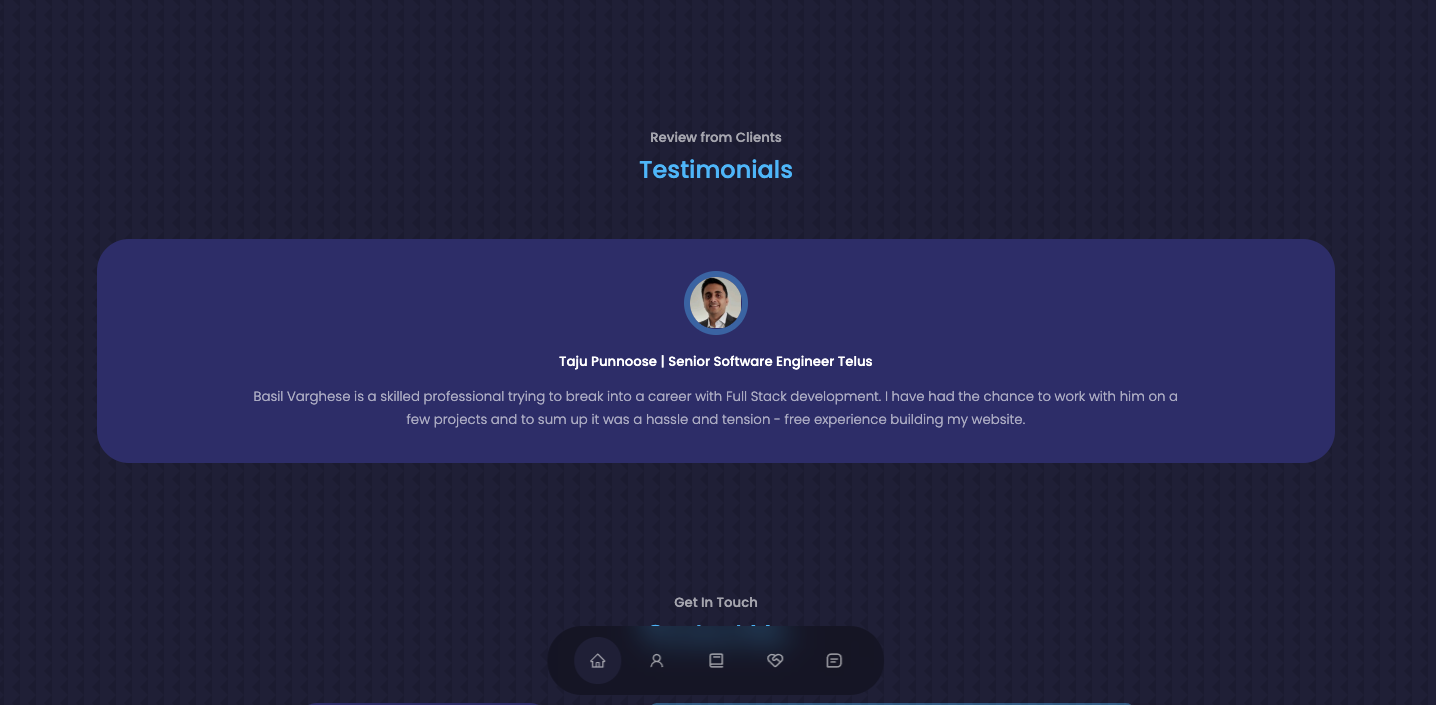 Review from Clients
Testimonials
Taju Punnoose | Senior Software Engineer Telus
Basil Varghese is a skilled professional trying to break into a career with Full Stack development. I have had the chance to work with him on a
few projects and to sum up it was a hassle and tension - free experience building my website.
Get In Touch